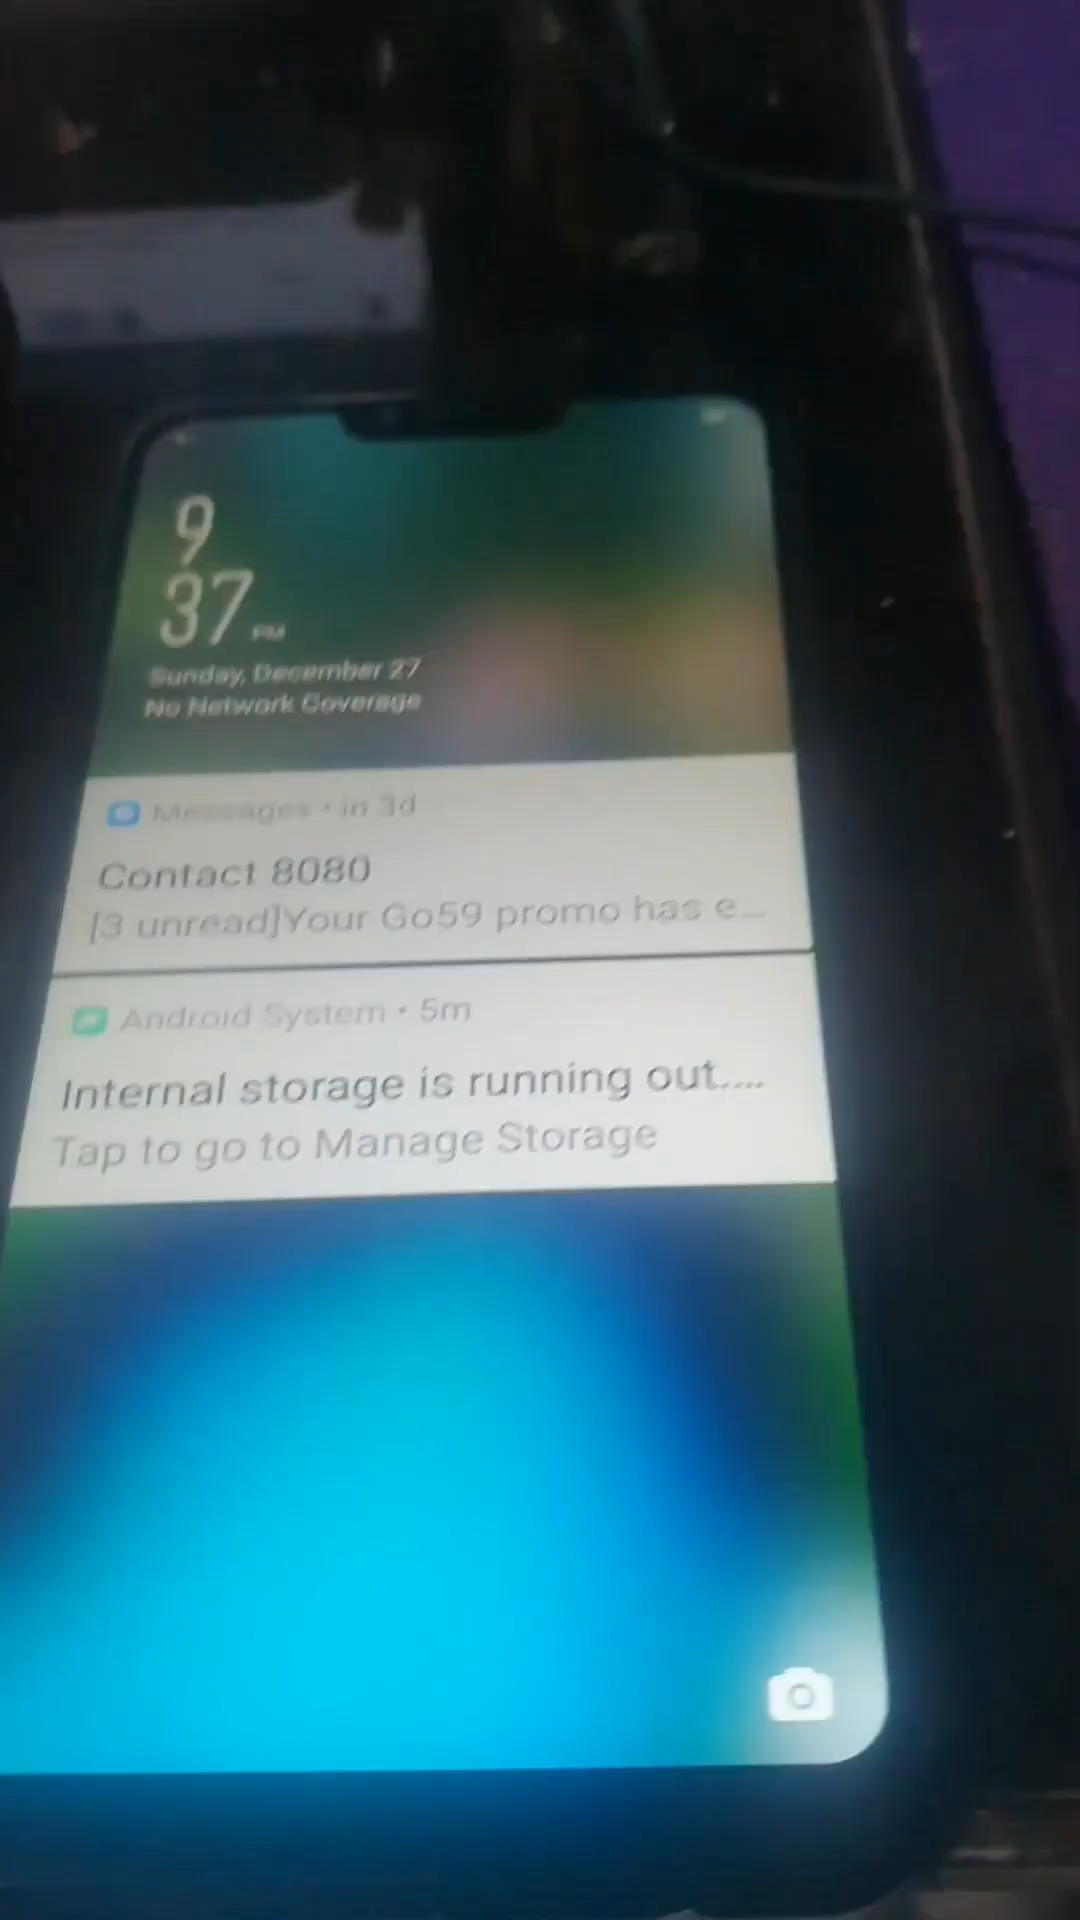 9
37 PM
Sunday, December 27
No Network Coverage
Messages • in 3d
Contact 8080
[3 unread]Your Go59 promo has e...
Android System • 5m
Internal storage is running out....
Tap to go to Manage Storage